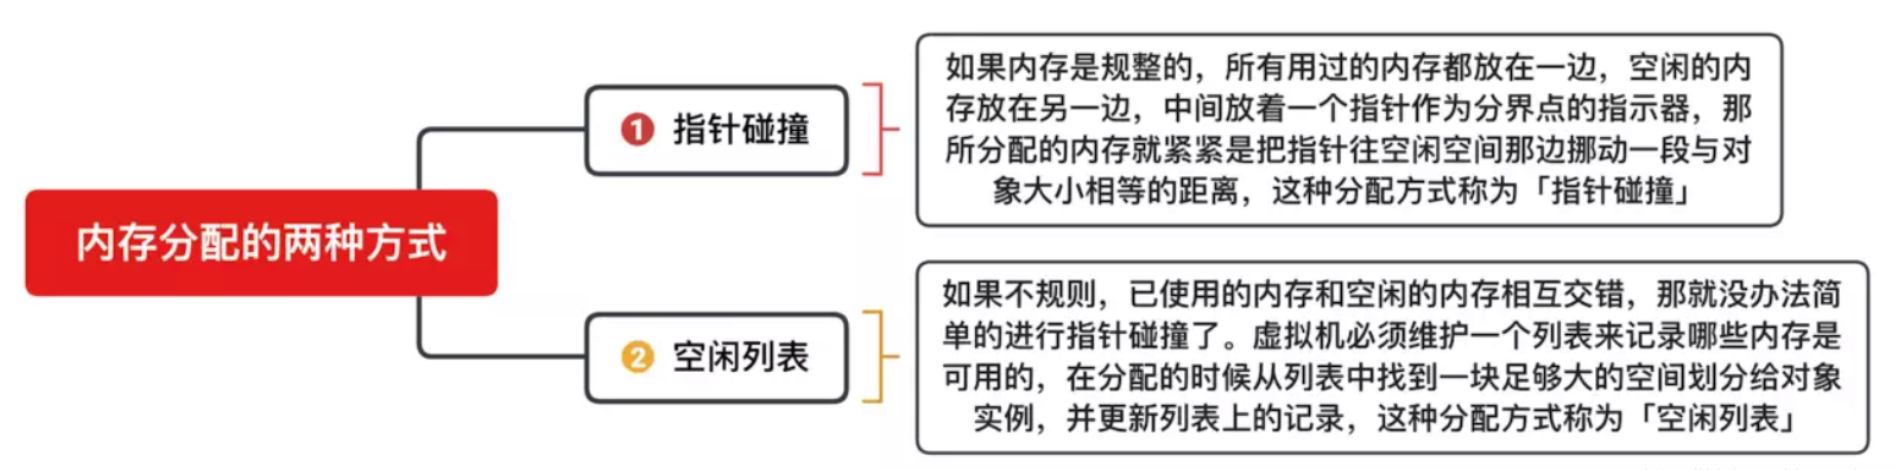 内存分配的两种方式
1 指针碰撞
如果内存是规整的，所有用过的内存都放在一边，空闲的内
存放在另一边，中间放着一个指针作为分界点的指示器，那
所分配的内存就紧紧是把指针往空闲空间那边挪动一段与对
象大小相等的距离，这种分配方式称为「指针碰撞」
2 空闲列表
如果不规则，已使用的内存和空闲的内存相互交错，那就没办法简
单的进行指针碰撞了。虚拟机必须维护一个列表来记录哪些内存是
可用的，在分配的时候从列表中找到一块足够大的空间划分给对象
实例，并更新列表上的记录，这种分配方式称为「空闲列表」